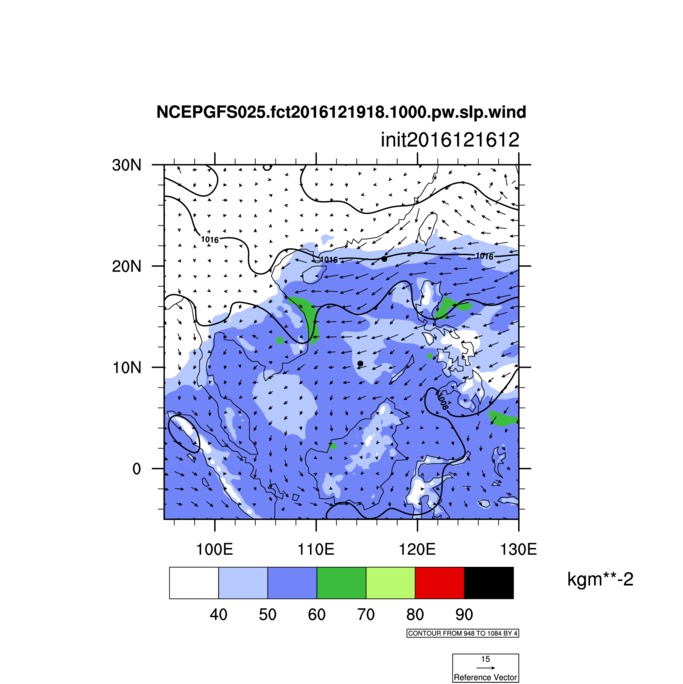 NCEPGFS025.fct2016121918.1000.pw.slp.wind
init2016121612
30N
20N
10N
0
1016
1016
1016
1008
100E 110E 120E 130E
40 50 60 70 80 90
kgm**-2
CONTOUR FROM 948 TO 1084 BY 4
15
Reference Vector